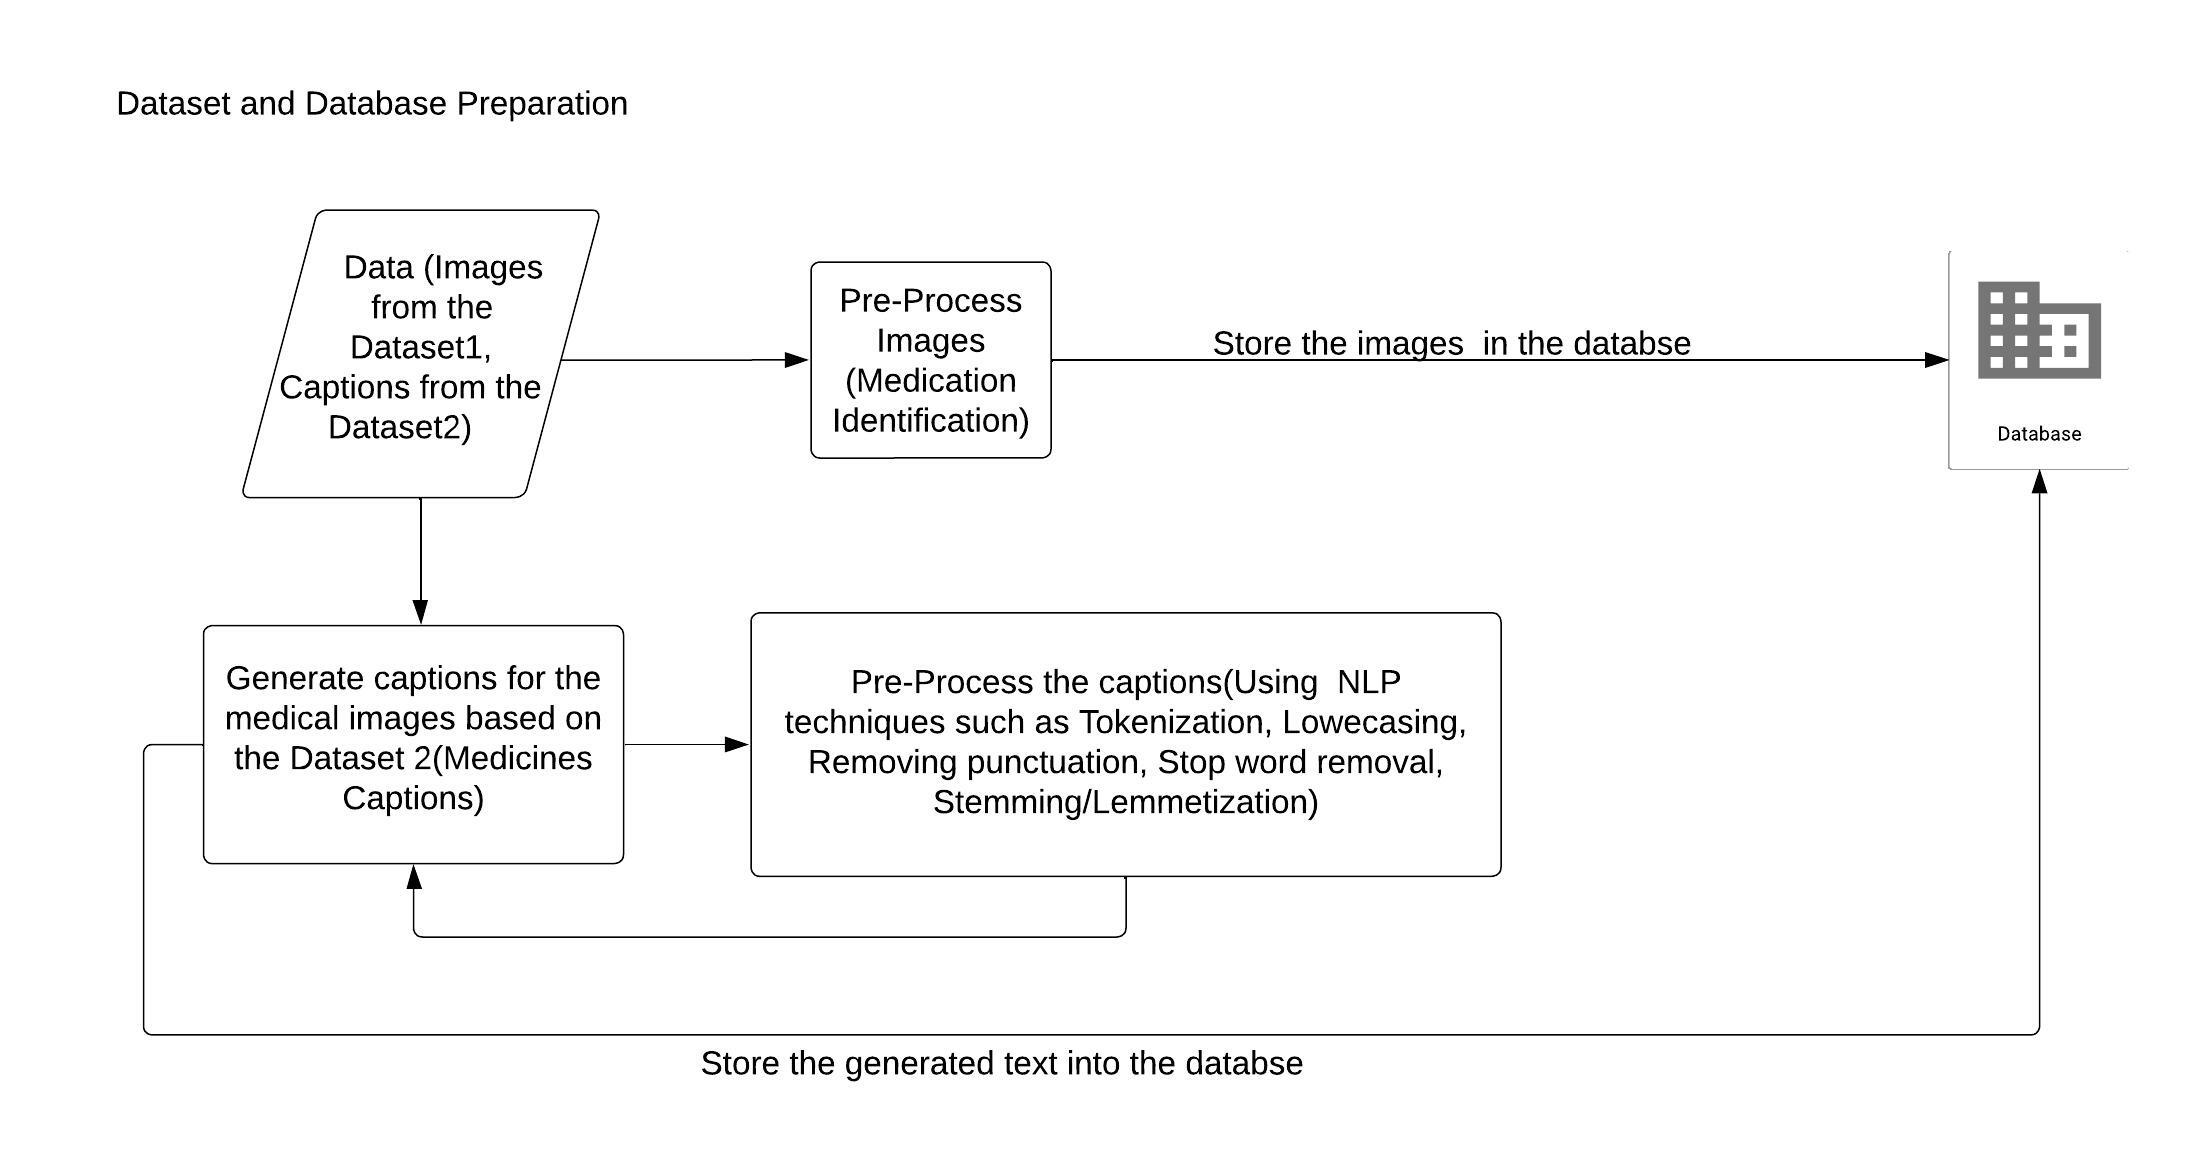 Dataset and Database Preparation
Data (Images
from the
Dataset1,
Captions from the
Dataset2)
Pre-Process
Images
(Medication
Identification)
Store the images  in the databse
Database
Generate captions for the
medical images based on
the Dataset 2(Medicines
Captions)
Pre-Process the captions(Using  NLP
techniques such as Tokenization, Lowecasing,
Removing punctuation, Stop word removal,
Stemming/Lemmetization)
Store the generated text into the databse